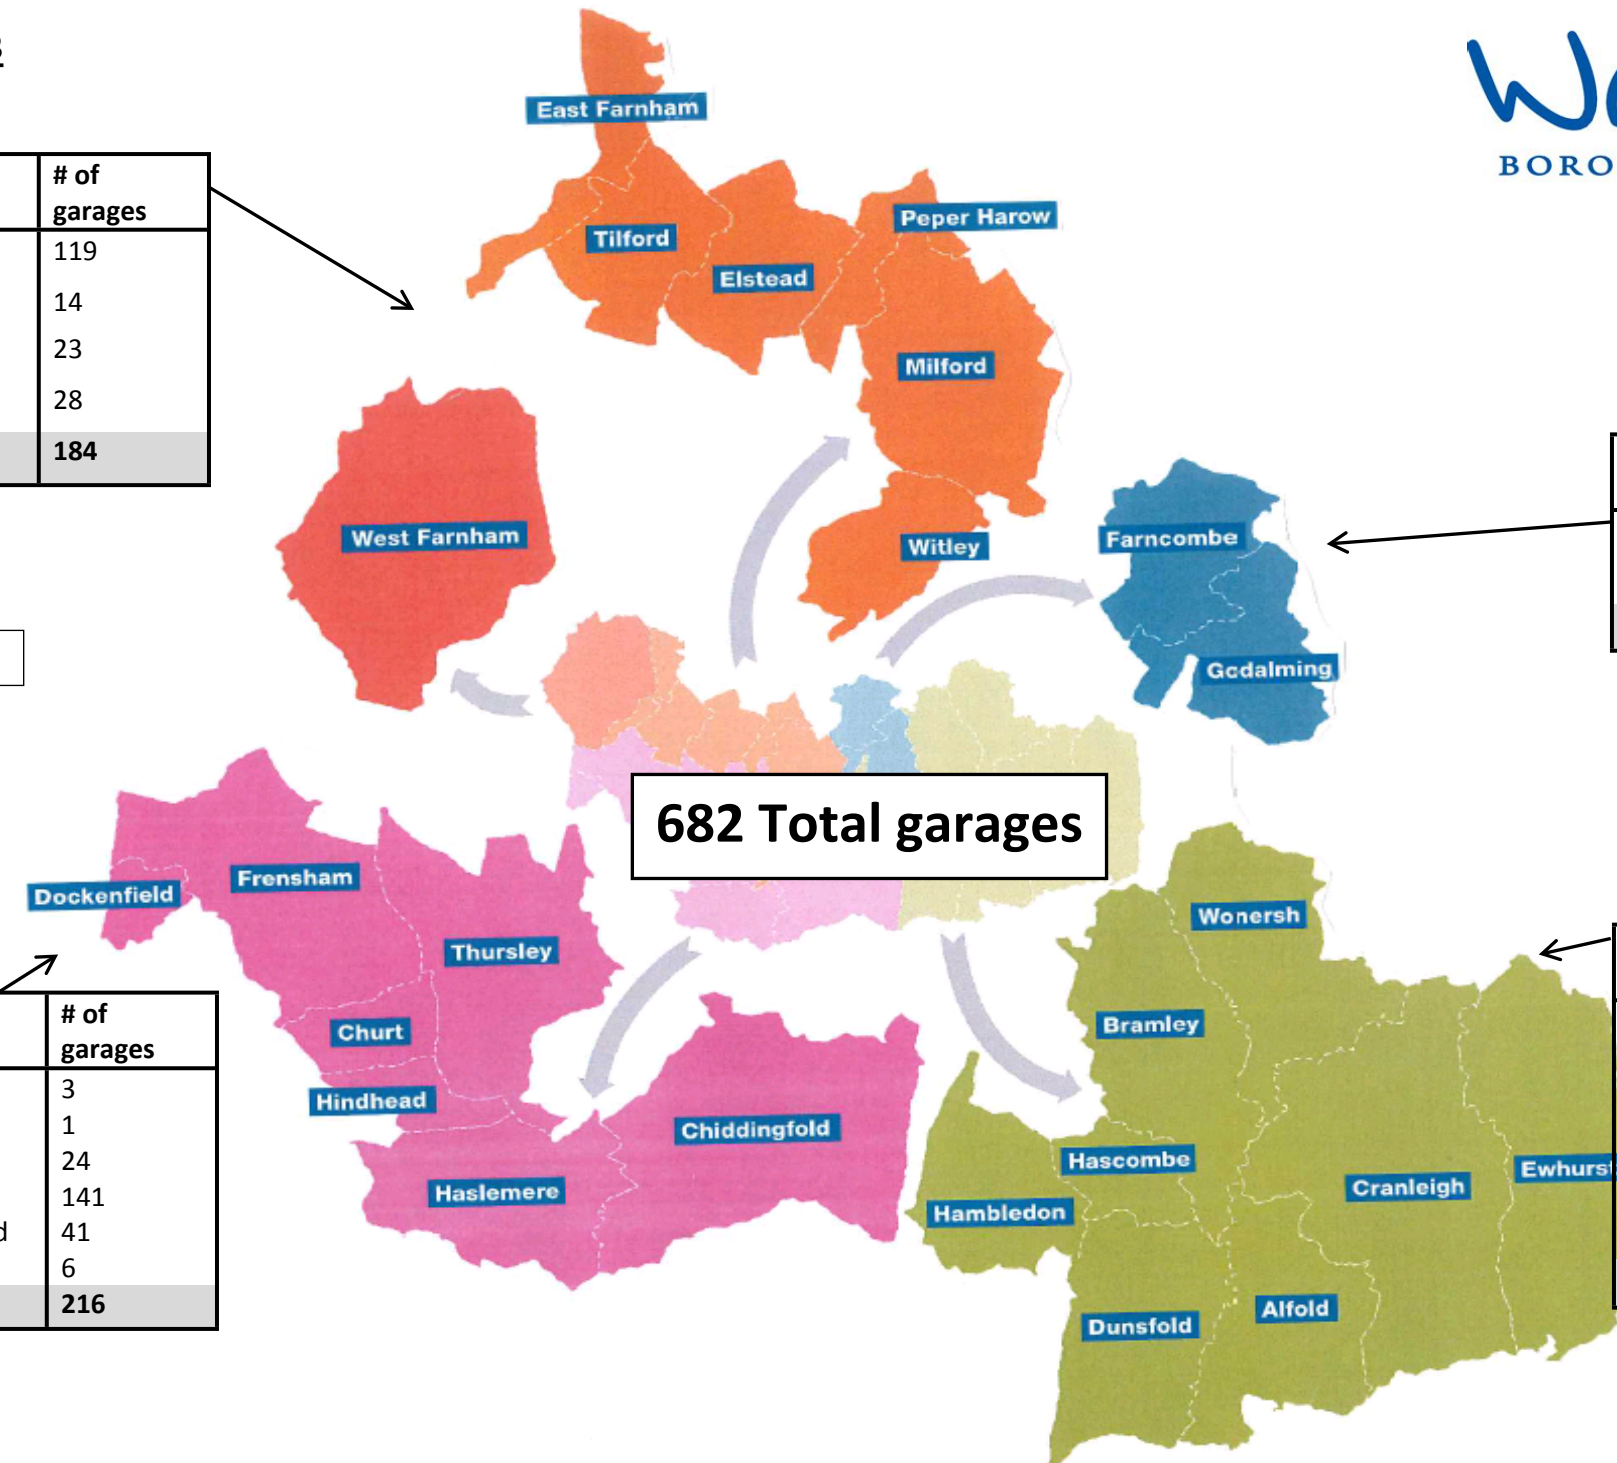 East Farnham
# of
garages
119
14
23
28
184
Peper Harow
Tilford
Elstead
Milford
West Farnham
Witley
Farncombe
Godalming
682 Total garages
Dockenfield
Frensham
Thursley
Churt
Hindhead
Haslemere
Chiddingfold
# of
garages
3
1
24
141
41
6
216
Wonersh
Bramley
Hascombe
Hambledon
Cranleigh
Dunsfold
Alfold